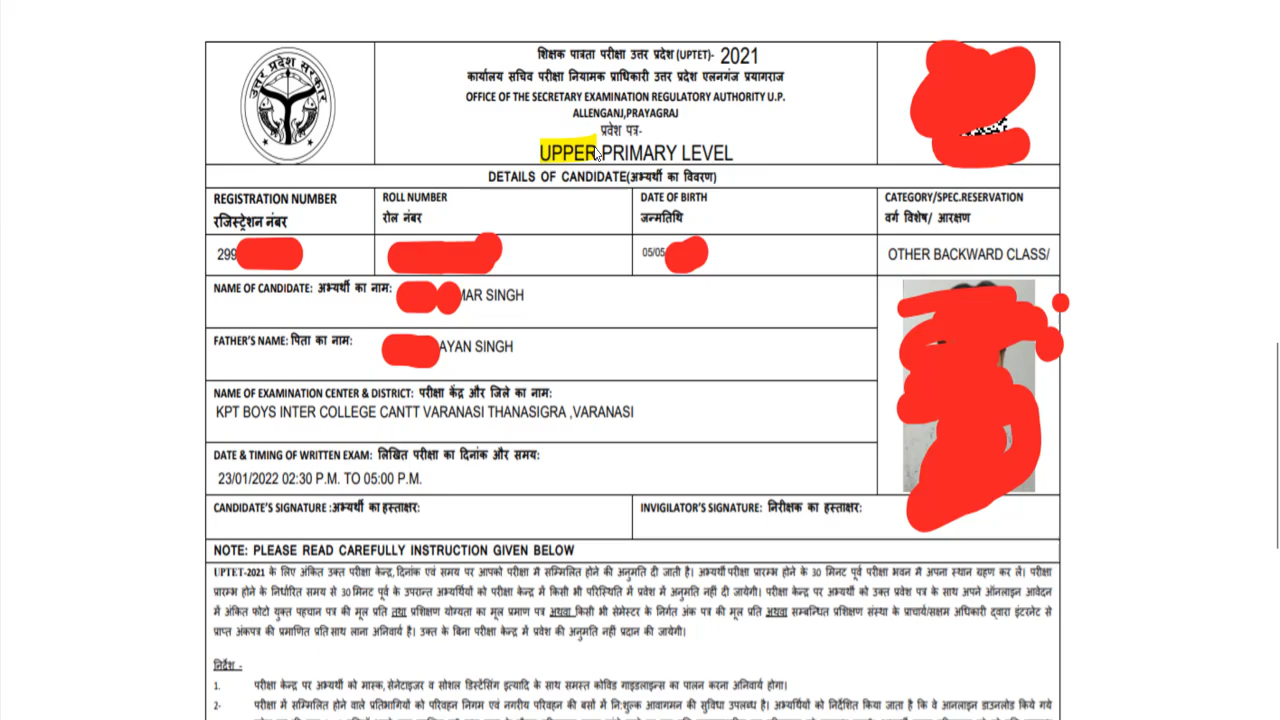 उत्तर प्रदेश सरकार
शिक्षक पात्रता परीक्षा उत्तर प्रदेश (UPTET)- 2021
कार्यालय सचिव परीक्षा नियामक प्राधिकारी उत्तर प्रदेश एलनगंज प्रयागराज
OFFICE OF THE SECRETARY EXAMINATION REGULATORY AUTHORITY U.P.
ALLENGANJ,PRAYAGRAJ
प्रवेश पत्र-
UPPER PRIMARY LEVEL
DETAILS OF CANDIDATE(अभ्यर्थी का विवरण)
REGISTRATION NUMBER
रजिस्ट्रेशन नंबर
ROLL NUMBER
रोल नंबर
DATE OF BIRTH
जन्मतिथि
CATEGORY/SPEC.RESERVATION
वर्ग विशेष/ आरक्षण
299
05/05
OTHER BACKWARD CLASS/
NAME OF CANDIDATE: अभ्यर्थी का नाम: MAR SINGH
FATHER'S NAME: पिता का नाम: AYAN SINGH
NAME OF EXAMINATION CENTER & DISTRICT: परीक्षा केंद्र और जिले का नाम:
KPT BOYS INTER COLLEGE CANTT VARANASI THANASIGRA ,VARANASI
DATE & TIMING OF WRITTEN EXAM: लिखित परीक्षा का दिनांक और समय:
23/01/2022 02:30 P.M. TO 05:00 P.M.
CANDIDATE'S SIGNATURE :अभ्यर्थी का हस्ताक्षर:
INVIGILATOR'S SIGNATURE: निरीक्षक का हस्ताक्षर:
NOTE: PLEASE READ CAREFULLY INSTRUCTION GIVEN BELOW
UPTET-2021 के लिए अंकित उक्त परीक्षा केन्द्र,दिनांक एवं समय पर आपको परीक्षा में सम्मिलित होने की अनुमति दी जाती है। अभ्यर्थी परीक्षा प्रारम्भ होने के 30 मिनट पूर्व परीक्षा भवन में अपना स्थान ग्रहण कर लें। परीक्षा
प्रारम्भ होने के निर्धारित समय से 30 मिनट पूर्व के उपरान्त अभ्यर्थियों को परीक्षा केन्द्र में किसी भी परिस्थिति में प्रवेश में अनुमति नहीं दी जायेगी। परीक्षा केन्द्र पर अभ्यर्थी को उक्त प्रवेश पत्र के साथ अपने ऑनलाइन आवेदन
में अंकित फोटो युक्त पहचान पत्र की मूल प्रति तथा प्रशिक्षण योग्यता का मूल प्रमाण पत्र अथवा किसी भी सेमेस्टर के निर्गत अंक पत्र की मूल प्रति अथवा सम्बन्धित प्रशिक्षण संस्था के प्राचार्य/सक्षम अधिकारी द्वारा इंटरनेट से
प्राप्त अंकपत्र की प्रमाणित प्रति साथ लाना अनिवार्य है। उक्त के बिना परीक्षा केन्द्र में प्रवेश की अनुमति नहीं प्रदान की जायेगी।
निर्देश -
1. परीक्षा केन्द्र पर अभ्यर्थी को मास्क,सेनेटाइजर व सोशल डिस्टेंसिंग इत्यादि के साथ समस्त कोविड गाइडलाइन्स का पालन करना अनिवार्य होगा।
2- परीक्षा में सम्मिलित होने वाले प्रतिभागियों को परिवहन निगम एवं नगरीय परिवहन की बसों में नि:शुल्क आवागमन की सुविधा उपलब्ध है। अभ्यर्थियों को निर्देशित किया जाता है कि वे आनलाइन डाउनलोड किये गये